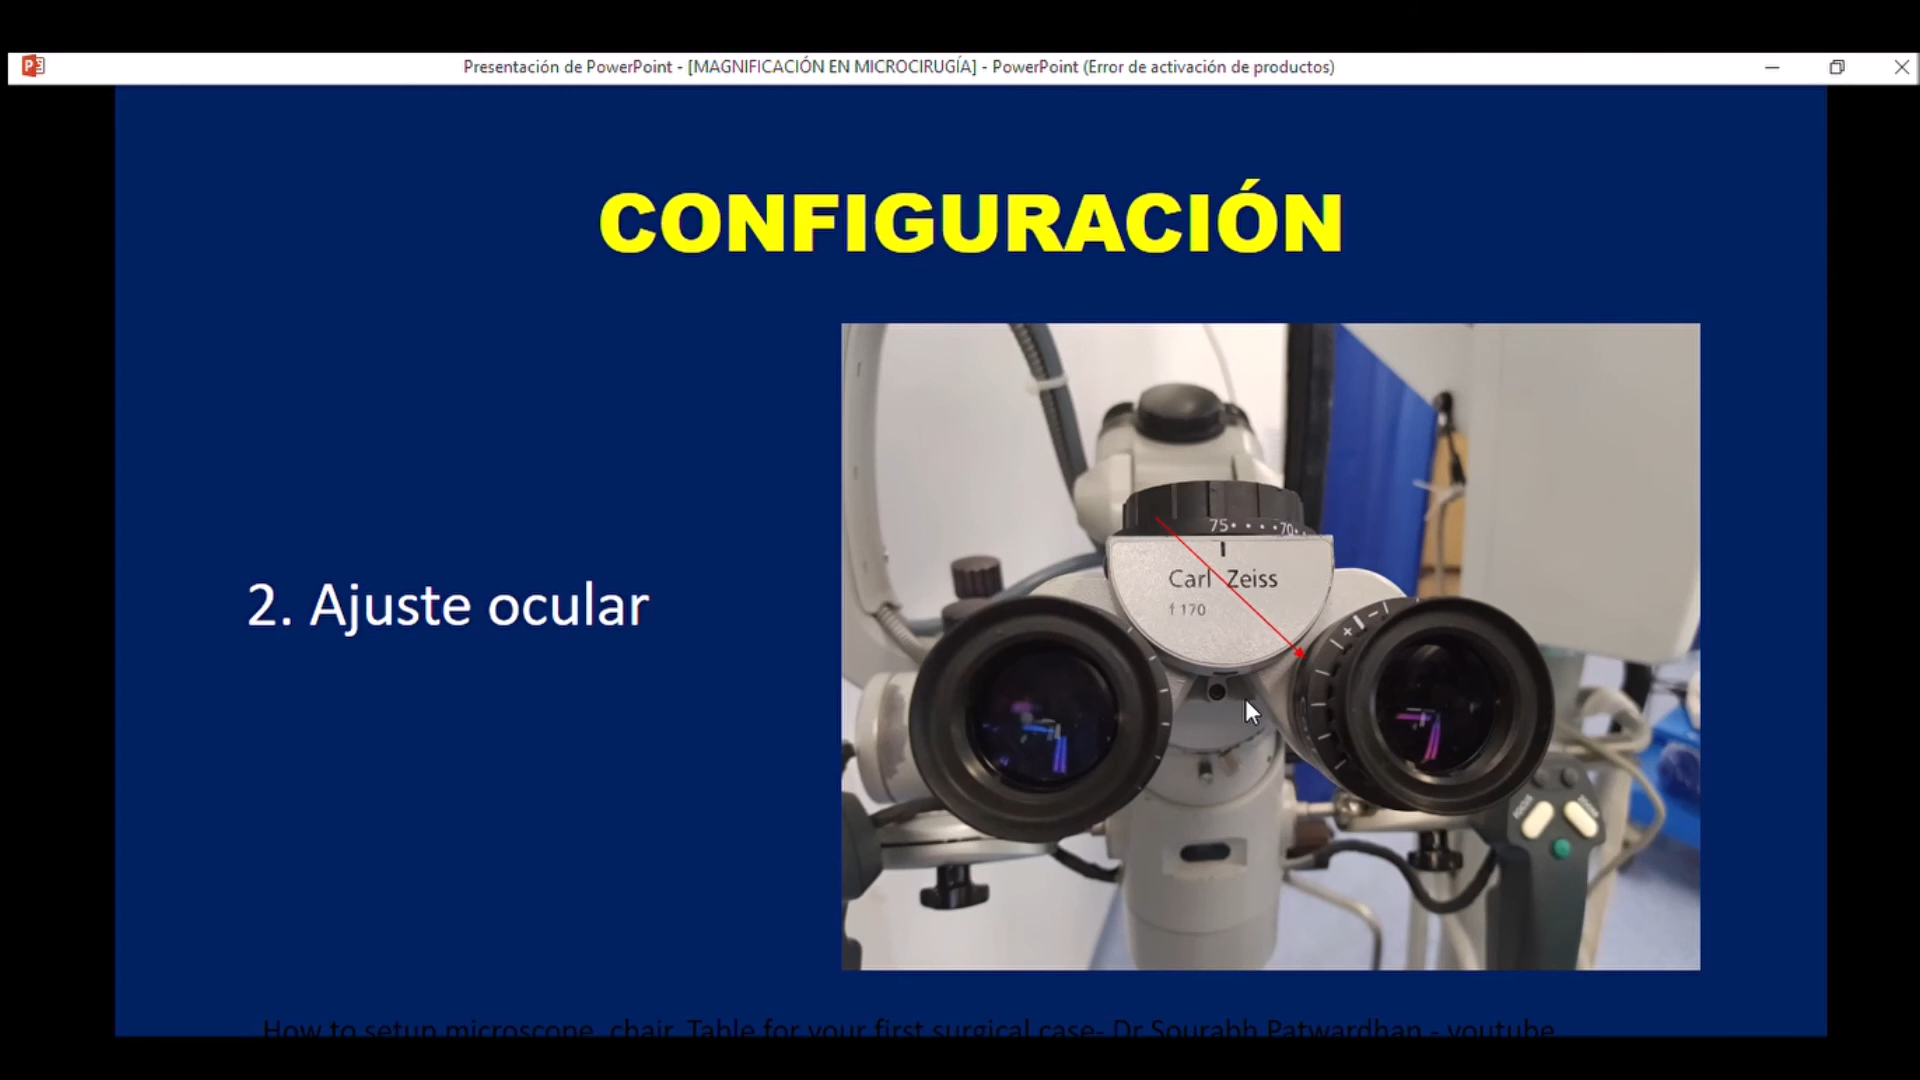 Presentación de PowerPoint - [MAGNIFICACIÓN EN MICROCIRUGÍA] - PowerPoint (Error de activación de productos)
CONFIGURACIÓN
2. Ajuste ocular
75 70
Carl Zeiss
f 170
+ -
How to setup microscope, chair, Table for your first surgical case- Dr Sourabh Patwardhan - youtube